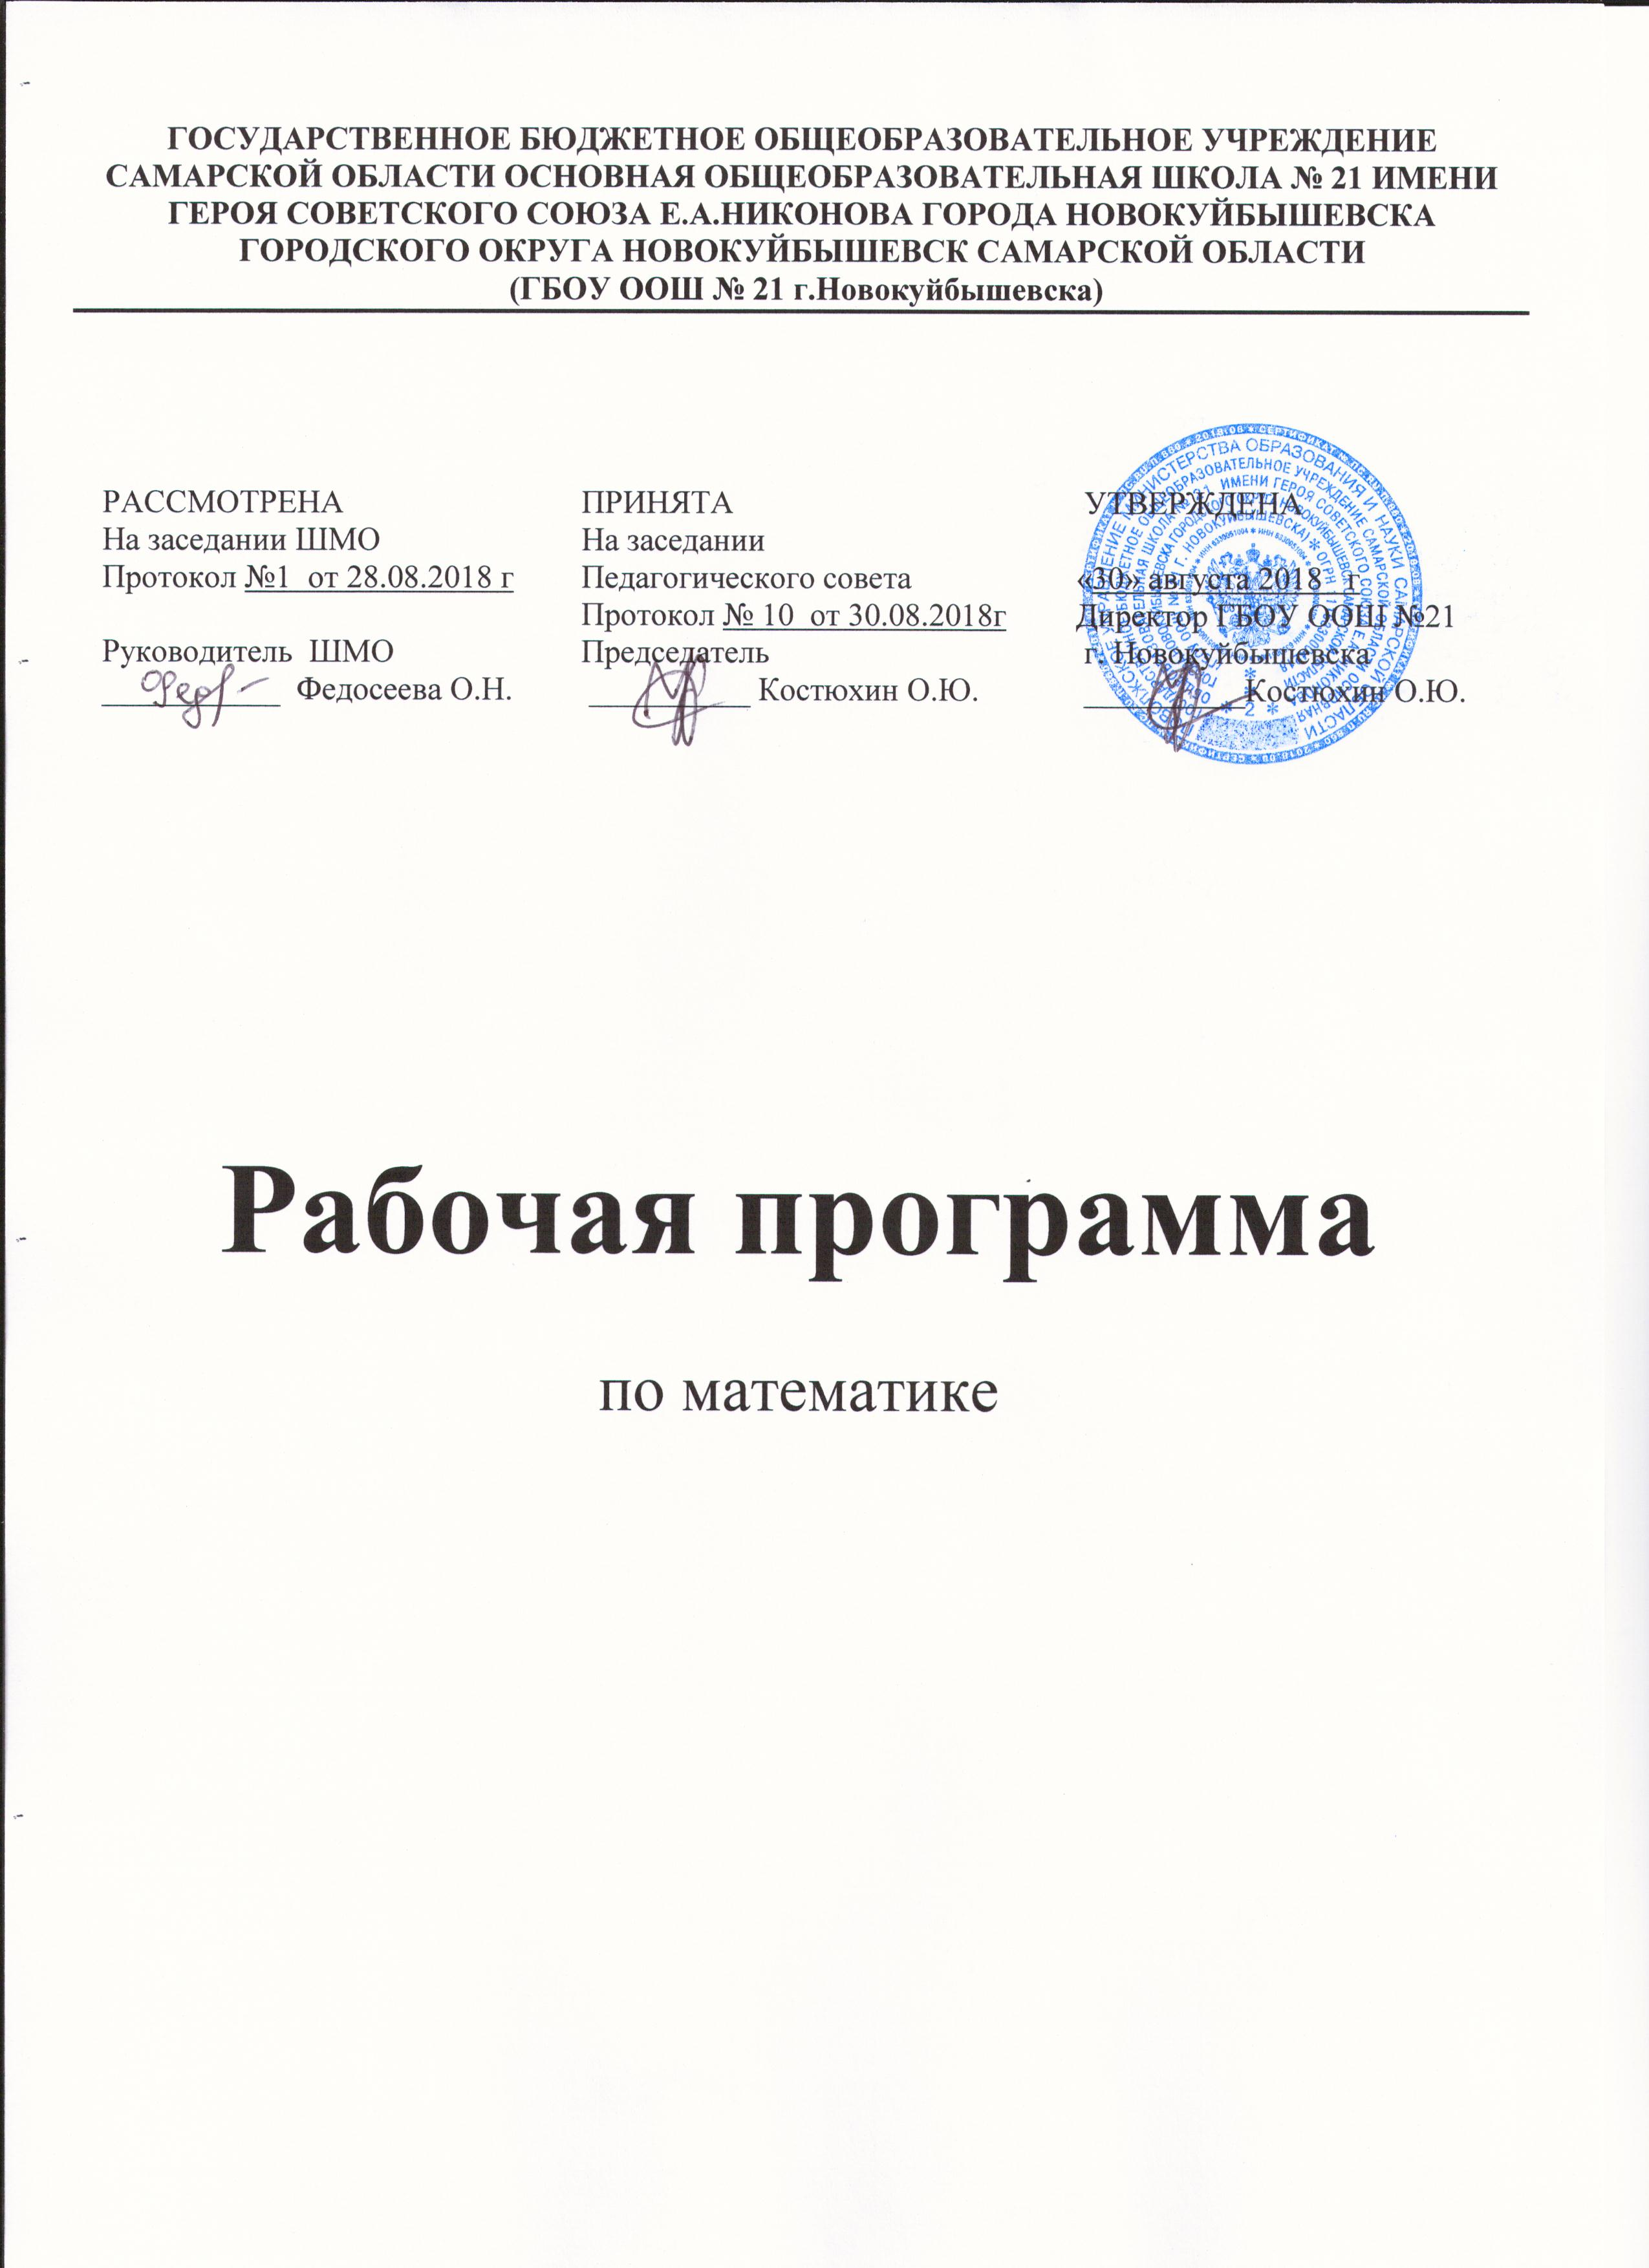 ГОСУДАРСТВЕННОЕ БЮДЖЕТНОЕ ОБЩЕОБРАЗОВАТЕЛЬНОЕ УЧРЕЖДЕНИЕ
САМАРСКОЙ ОБЛАСТИ ОСНОВНАЯ ОБЩЕОБРАЗОВАТЕЛЬНАЯ ШКОЛА № 21 ИМЕНИ
ГЕРОЯ СОВЕТСКОГО СОЮЗА Е.А.НИКОНОВА ГОРОДА НОВОКУЙБЫШЕВСКА
ГОРОДСКОГО ОКРУГА НОВОКУЙБЫШЕВСК САМАРСКОЙ ОБЛАСТИ
(ГБОУ ООШ № 21 г.Новокуйбышевска)
РАССМОТРЕНА
На заседании ШМО
Протокол №1 от 28.08.2018 г
Руководитель ШМО
Федосеева О.Н.
ПРИНЯТА
На заседании
Педагогического совета
Протокол № 10 от 30.08.2018г
Председатель
Костюхин О.Ю.
УТВЕРЖДЕНА
«30» августа 2018 г
Директор ГБОУ ООШ №21
г. Новокуйбышевска
Костюхин О.Ю.
Рабочая программа
по математике